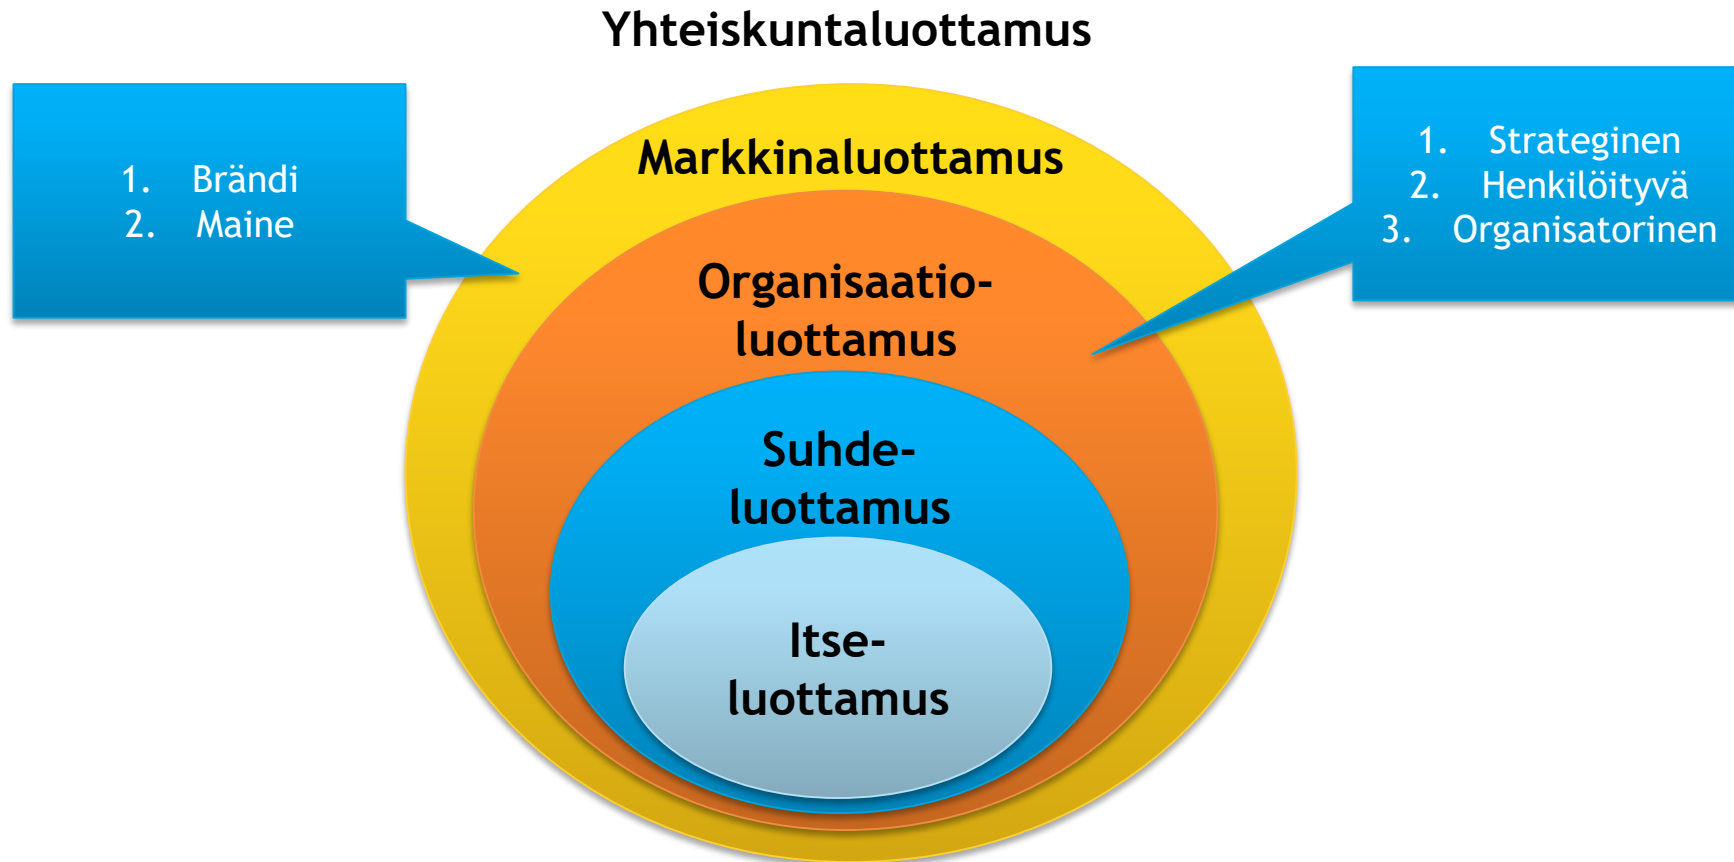 Yhteiskuntaluottamus
1. Brändi
2. Maine
Markkinaluottamus
1. Strateginen
2. Henkilöityvä
3. Organisatorinen
Organisaatio-
luottamus
Suhde-
luottamus
Itse-
luottamus